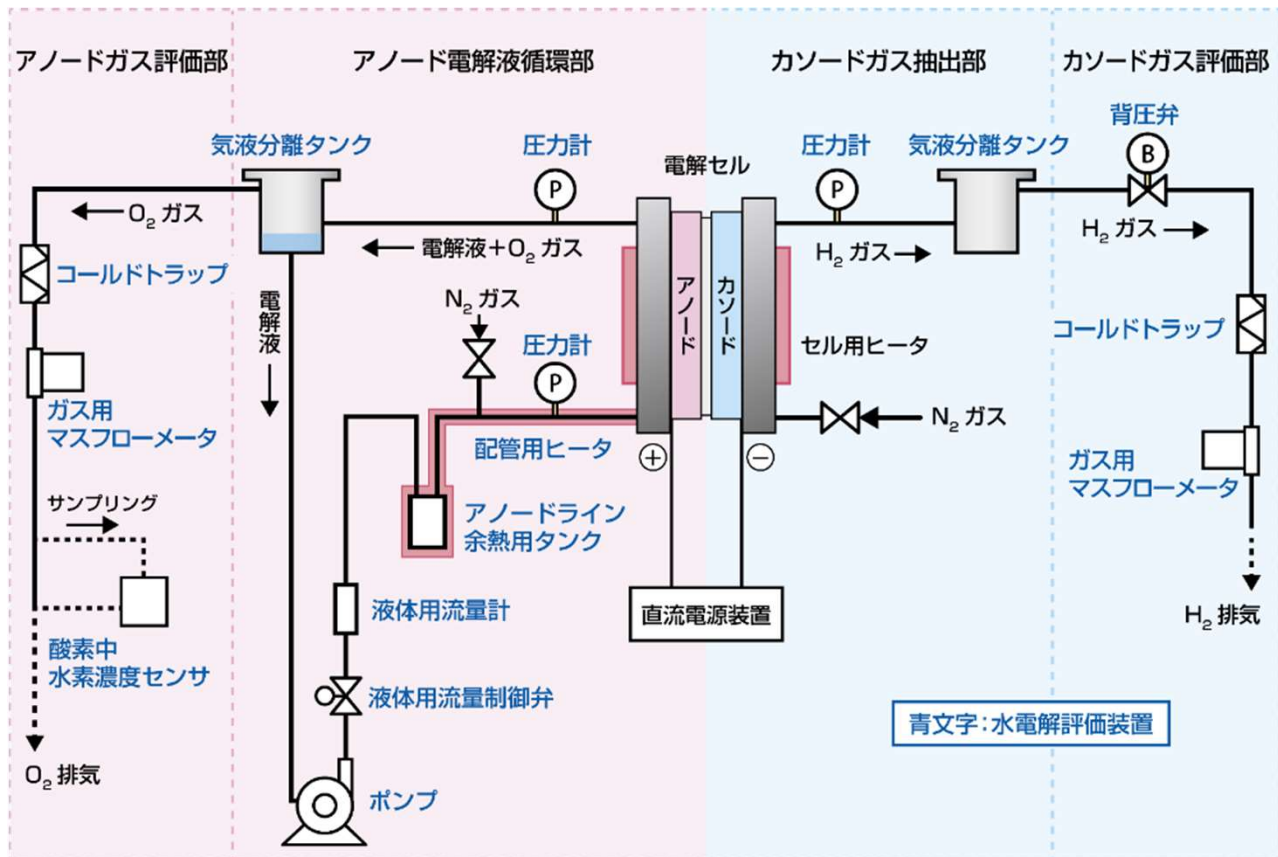 アノードガス評価部
アノード電解液循環部
カソードガス抽出部
カソードガス評価部
気液分離タンク
圧力計
P
電解セル
圧力計
P
気液分離タンク
背圧弁
B
O₂ ガス
電解液+O₂ ガス
H₂ ガス
H₂ ガス
コールドトラップ
電解液
N₂ ガス
圧力計
P
アノード
カソード
セル用ヒータ
コールドトラップ
ガス用
マスフローメータ
配管用ヒータ
+
−
N₂ ガス
ガス用
マスフローメータ
サンプリング
アノードライン
余熱用タンク
液体用流量計
直流電源装置
H₂ 排気
酸素中
水素濃度センサ
液体用流量制御弁
青文字:水電解評価装置
O₂ 排気
ポンプ